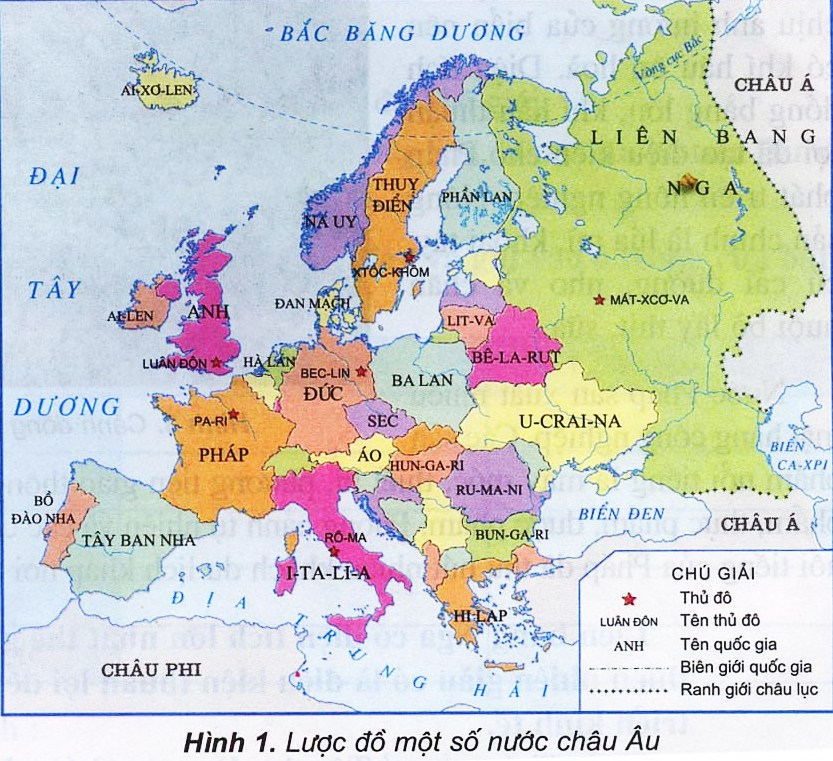 BẮC BĂNG DƯƠNG
Vòng cực Bắc
CHÂU Á
AI-XƠ-LEN
LIÊN BANG
NGA
ĐẠI
TÂY
DƯƠNG
THUỴ
ĐIỂN
PHẦN LAN
NA UY
XTỐC-KHÔM
MÁT-XCƠ-VA
ĐAN MẠCH
AI-LEN
ANH
LIT-VA
LUÂN ĐÔN
HÀ LAN
BEC-LIN
ĐỨC
BA LAN
BÊ-LA-RUT
PA-RI
PHÁP
SEC
U-CRAI-NA
ÁO
HUN-GA-RI
RU-MA-NI
BIỂN
CA-XPI
BỒ
ĐÀO NHA
TÂY BAN NHA
RÔ-MA
I-TA-LI-A
BUN-GA-RI
BIỂN ĐEN
CHÂU Á
HI LẠP
ĐỊA TRUNG HẢI
CHÂU PHI
CHÚ GIẢI
Thủ đô
LUÂN ĐÔN Tên thủ đô
ANH Tên quốc gia
Biên giới quốc gia
Ranh giới châu lục
Hình 1. Lược đồ một số nước châu Âu